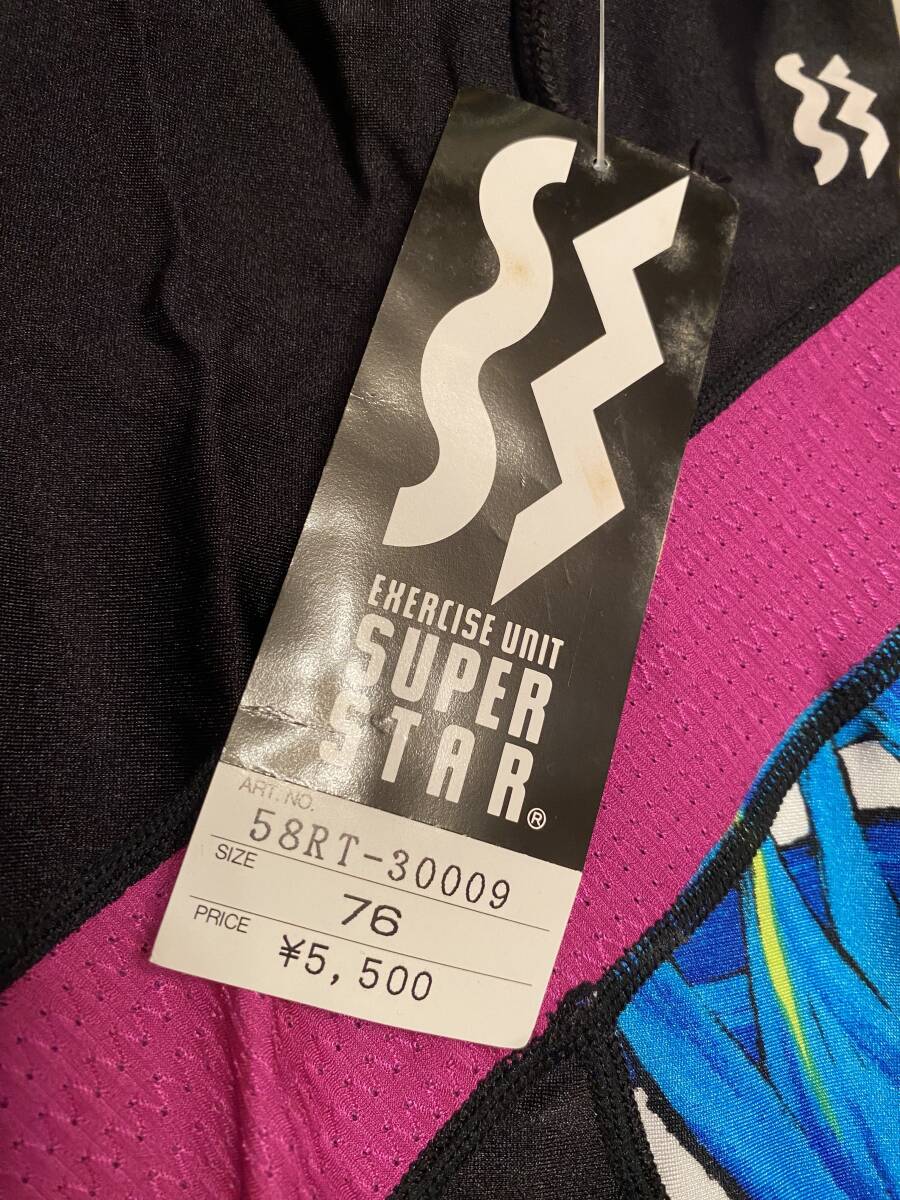 EXERCISE UNIT
SUPER
STAR®
ART. NO.
58RT-30009
SIZE
76
PRICE
¥5,500